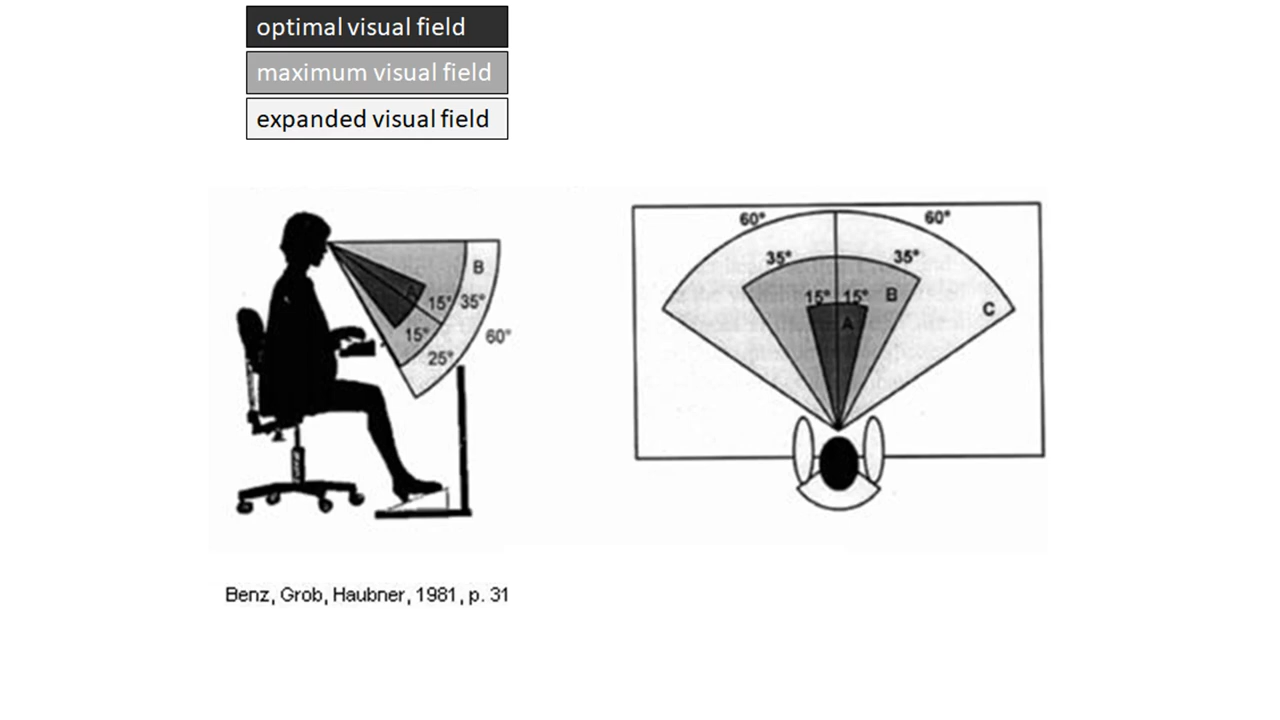 optimal visual field
maximum visual field
expanded visual field
B
A
15°
35°
15°
60°
25°
60°
60°
35°
35°
15°
15°
B
C
A
Benz, Grob, Haubner, 1981, p. 31